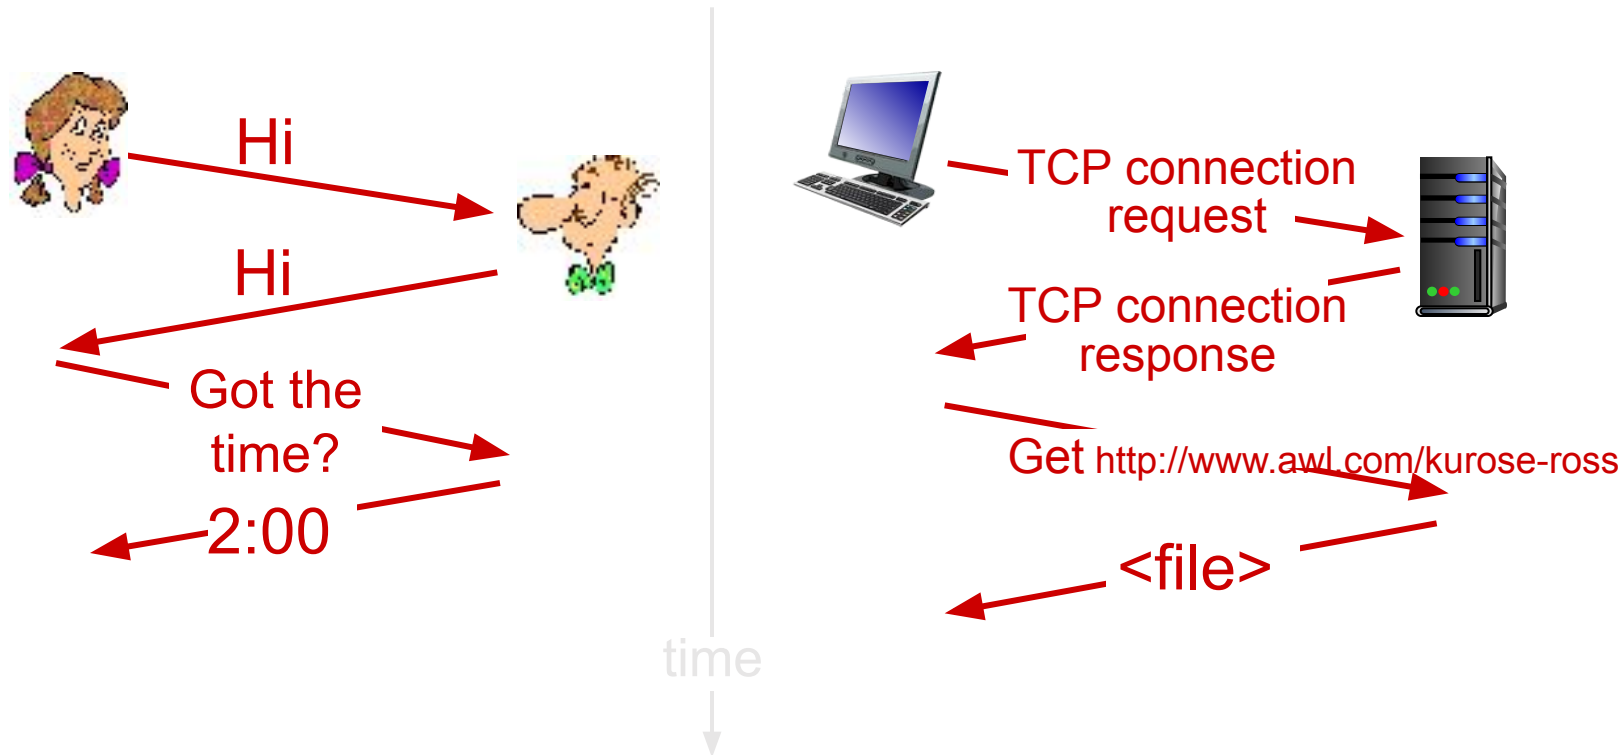 Hi
Hi
Got the
time?
2:00
time
TCP connection
request
TCP connection
response
Get http://www.awl.com/kurose-ross
<file>